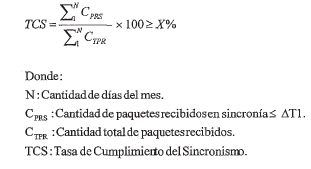 TCS = \frac{\sum_{1}^{N} C_{PRS}}{\sum_{1}^{N} C_{TPR}} × 100 ≥ X%
Donde:
N : Cantidad de días del mes.
C_{PRS} : Cantidad de paquetes recibidos en sincronía ≤ ΔT1.
C_{TPR} : Cantidad total de paquetes recibidos.
TCS : Tasa de Cumplimiento del Sincronismo.